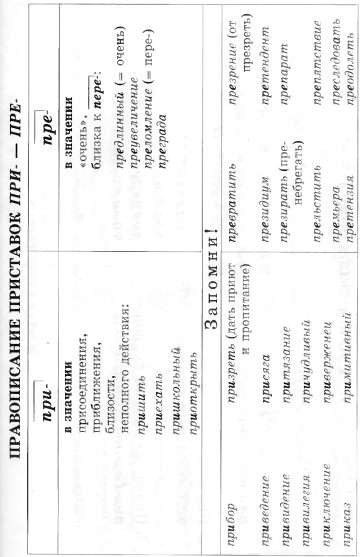 ПРАВОПИСАНИЕ ПРИСТАВОК ПРИ- — ПРЕ-
при-
в значении
присоединения,
приближения,
близости,
неполного действия:
пришить
приехать
пришкольный
приоткрыть
пре-
в значении
«очень»,
близка к пере-:
предлинный (= очень)
преувеличение
преломление (= пере-)
преграда
Запомни!
прибор
приведение
привидение
привилегия
приключение
приказ
призреть (дать приют
и пропитание)
присяга
притязание
причудливый
приверженец
примитивный
превратить
президиум
презирать (пре-
небрегать)
прельстить
премьера
претензия
презрение (от
презреть)
претендент
препарат
препятствие
преследовать
преодолеть